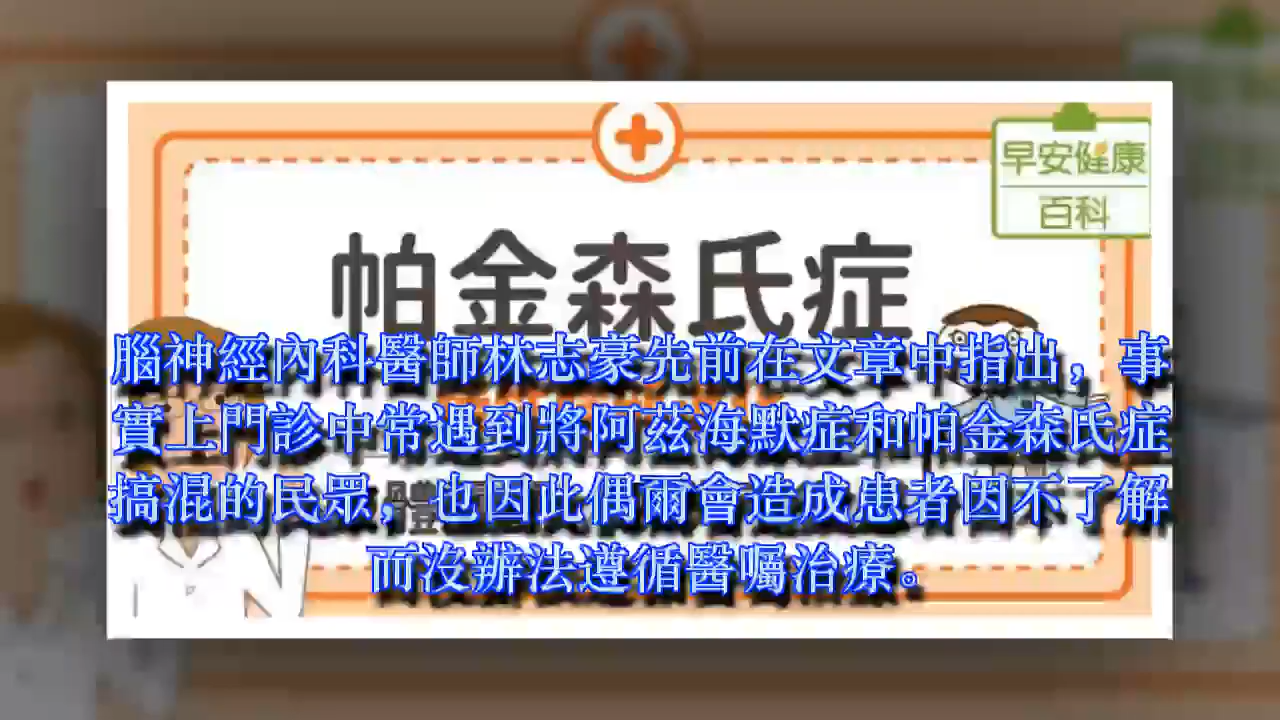 早安健康
百科
帕金森氏症
腦神經內科醫師林志豪先前在文章中指出，事
實上門診中常遇到將阿茲海默症和帕金森氏症
搞混的民眾，也因此偶爾會造成患者因不了解
而沒辦法遵循醫囑治療。